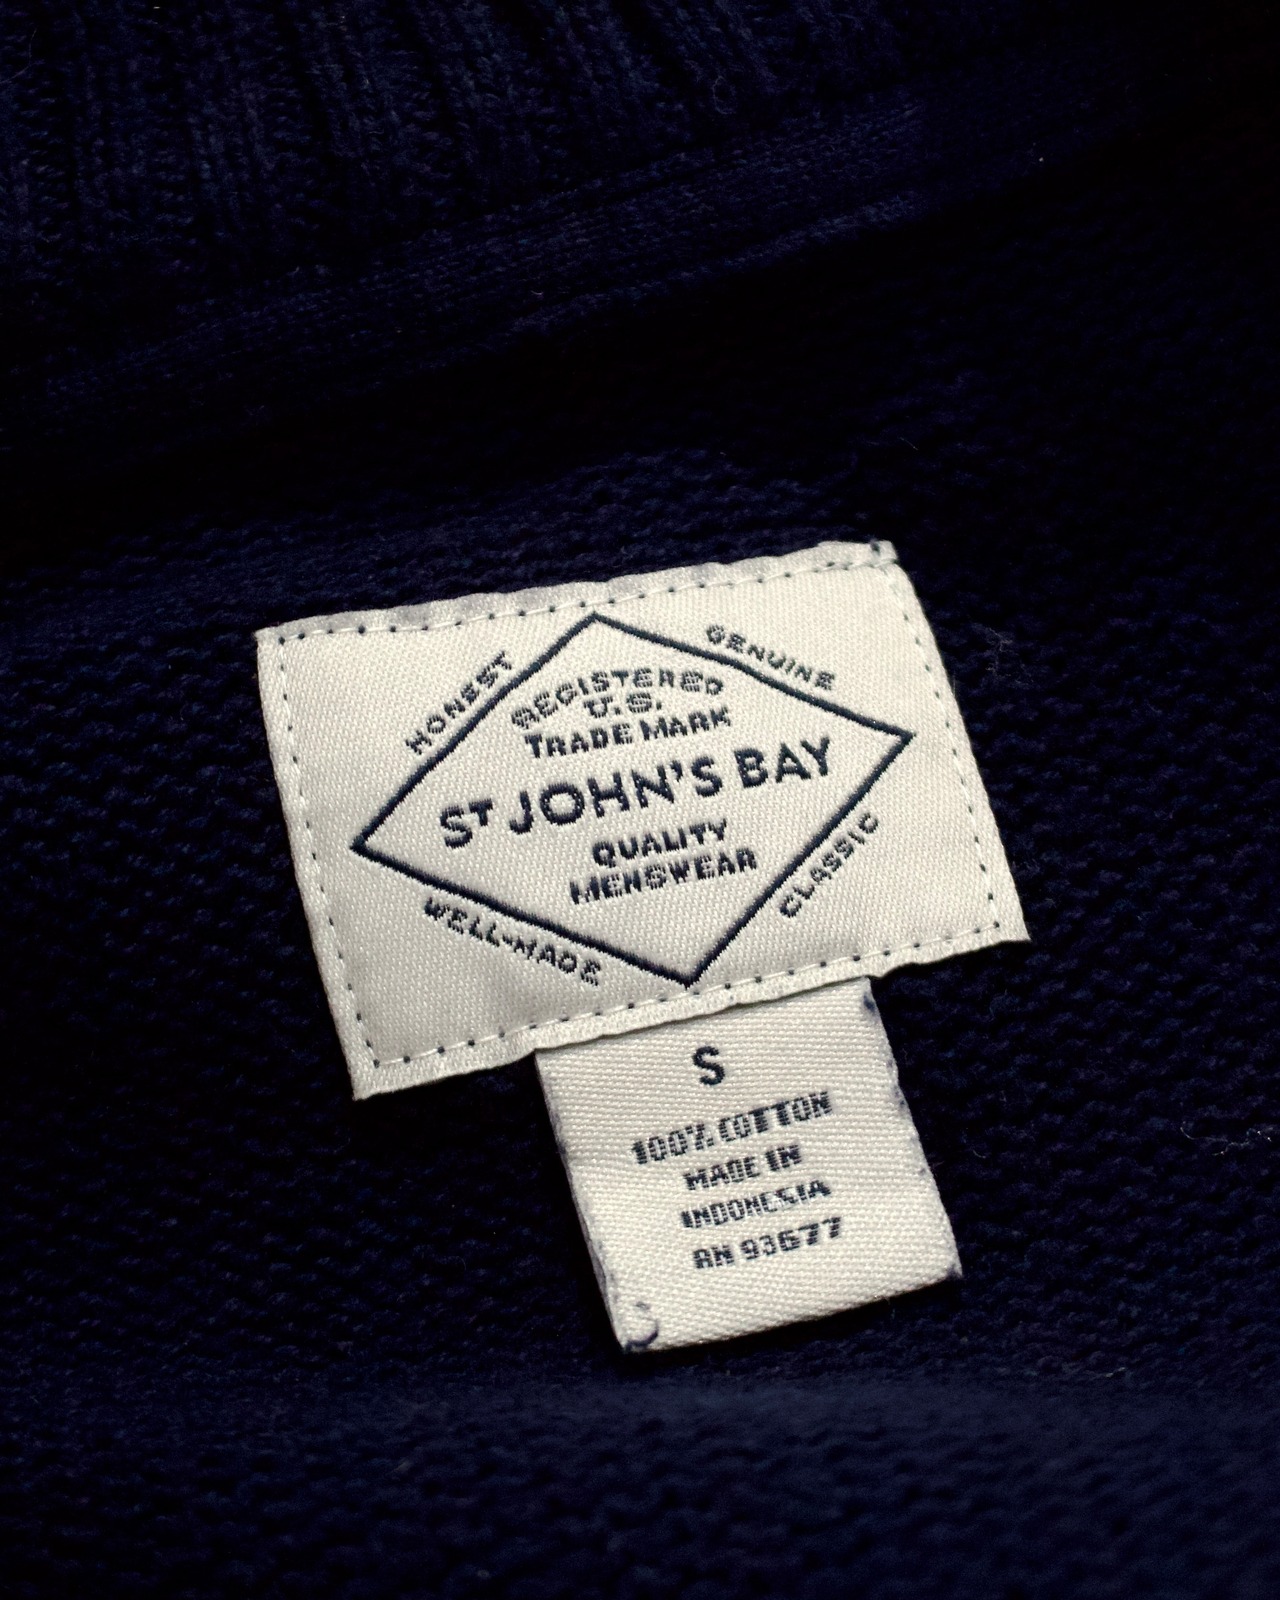 HONEST
GENUINE
REGISTERED
U.S.
TRADE MARK
ST JOHN'S BAY
QUALITY
MENSWEAR
CLASSIC
WELL-MADE
S
100% COTTON
MADE IN
INDONESIA
RN 93677